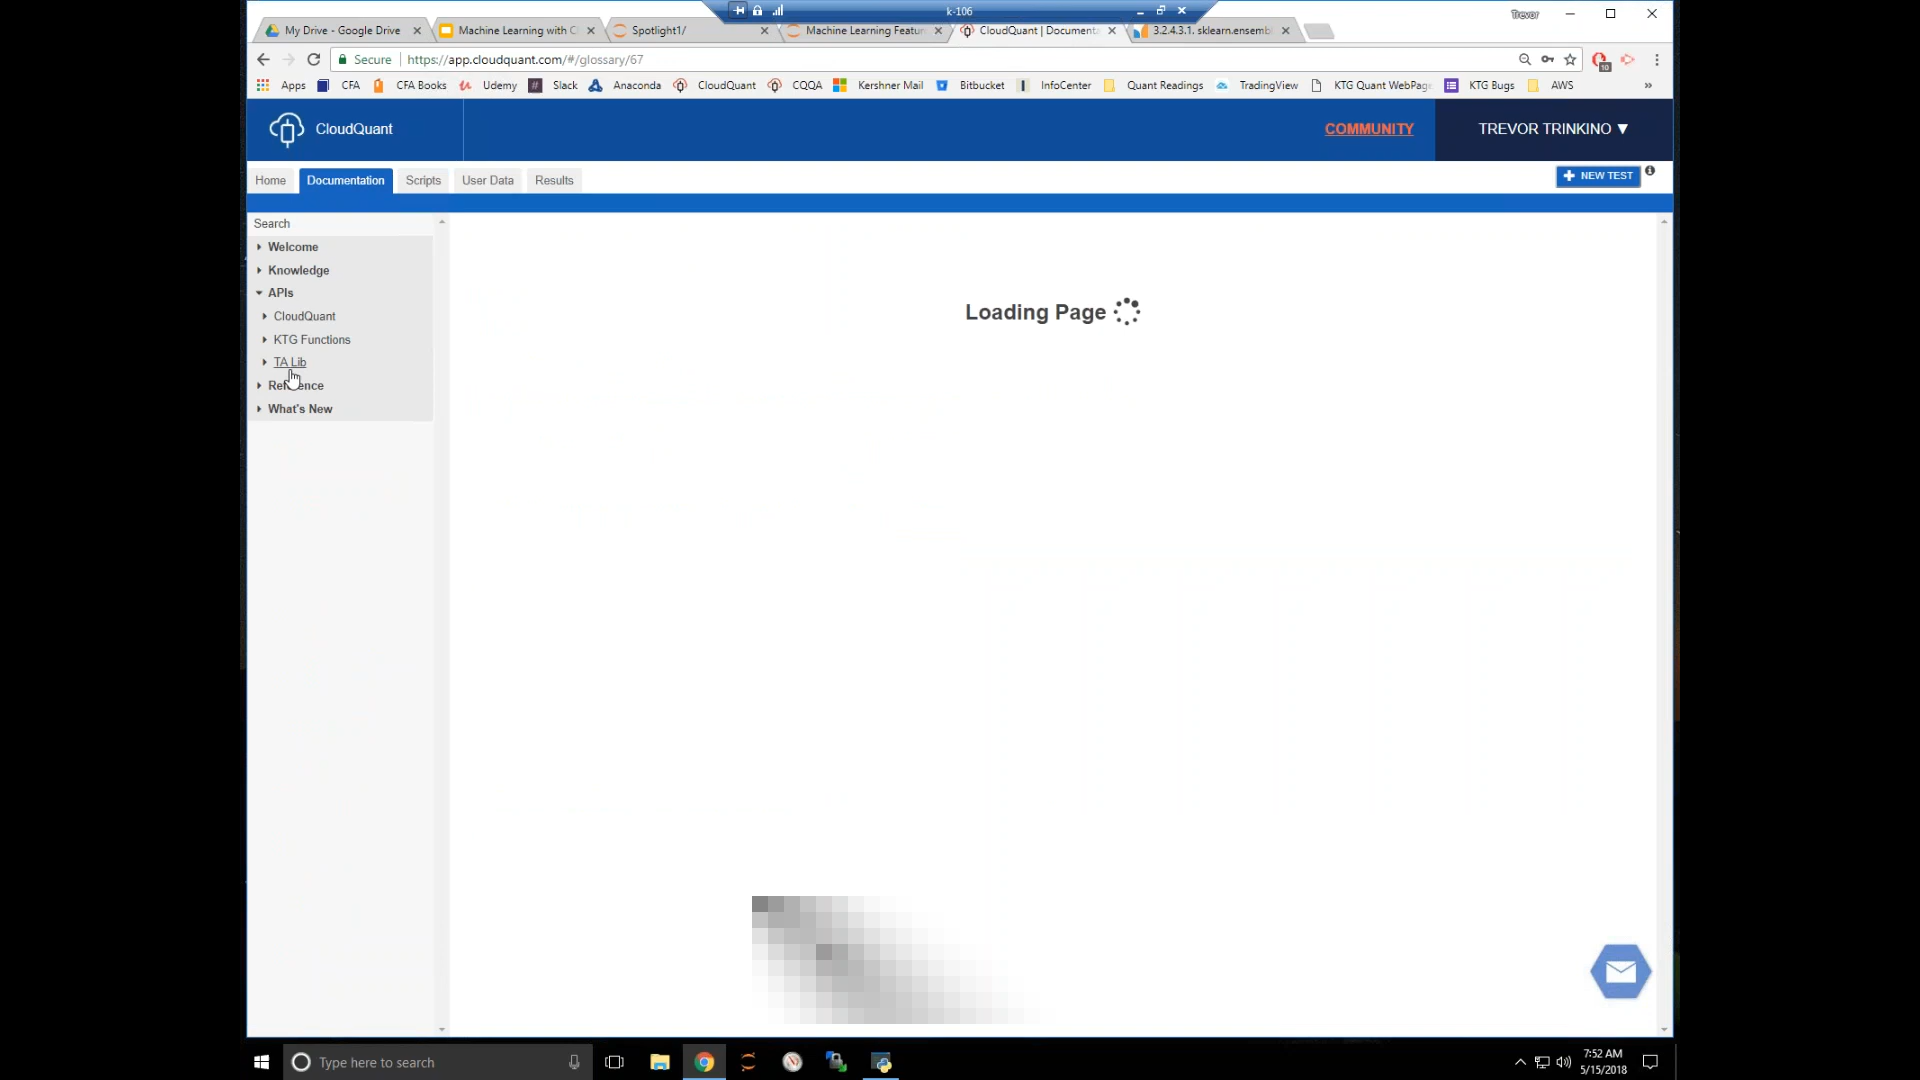 k-106
Trevor
My Drive - Google Drive
Machine Learning with C
Spotlight1/
Machine Learning Featur
CloudQuant | Documenta
3.2.4.3.1. sklearn.ensemb
Secure
https://app.cloudquant.com/#/glossary/67
10
Apps
CFA
CFA Books
Udemy
Slack
Anaconda
CloudQuant
CQQA
Kershner Mail
Bitbucket
InfoCenter
Quant Readings
TradingView
KTG Quant WebPage
KTG Bugs
AWS
»
CloudQuant
COMMUNITY
TREVOR TRINKINO ▼
Home
Documentation
Scripts
User Data
Results
NEW TEST
Search
Welcome
Knowledge
APIs
CloudQuant
KTG Functions
TA Lib
Reference
What's New
Loading Page
Type here to search
7:52 AM
5/15/2018